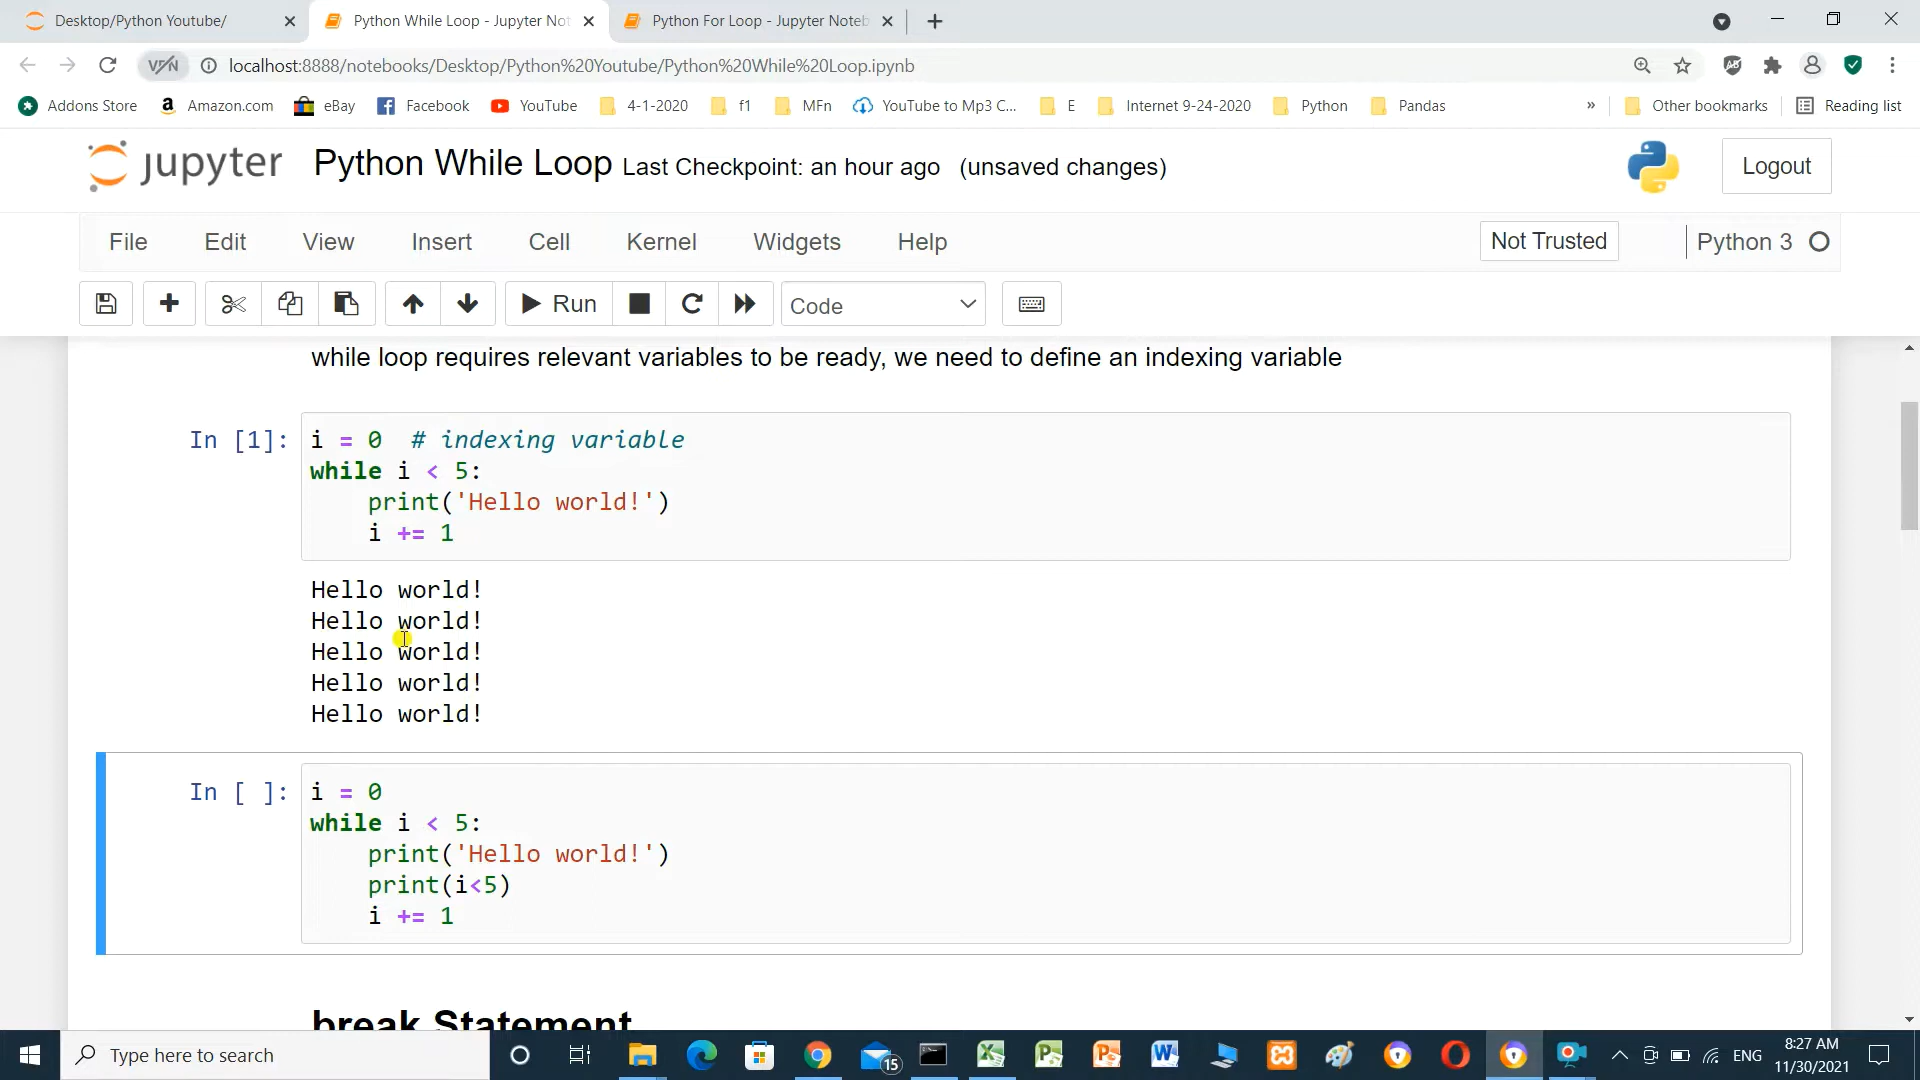 Desktop/Python Youtube/
Python While Loop - Jupyter Not
Python For Loop - Jupyter Noteb
VPN
localhost:8888/notebooks/Desktop/Python%20Youtube/Python%20While%20Loop.ipynb
Addons Store
Amazon.com
eBay
Facebook
YouTube
4-1-2020
f1
MFn
YouTube to Mp3 C...
E
Internet 9-24-2020
Python
Pandas
»
Other bookmarks
Reading list
jupyter
Python While Loop Last Checkpoint: an hour ago (unsaved changes)
Logout
File Edit View Insert Cell Kernel Widgets Help
Not Trusted
Python 3
Run
Code
while loop requires relevant variables to be ready, we need to define an indexing variable
In [1]:
i = 0  # indexing variable
while i < 5:
    print('Hello world!')
    i += 1
Hello world!
Hello world!
Hello world!
Hello world!
Hello world!
In [ ]:
i = 0
while i < 5:
    print('Hello world!')
    print(i<5)
    i += 1
break Statement
Type here to search
15
ENG
8:27 AM
11/30/2021